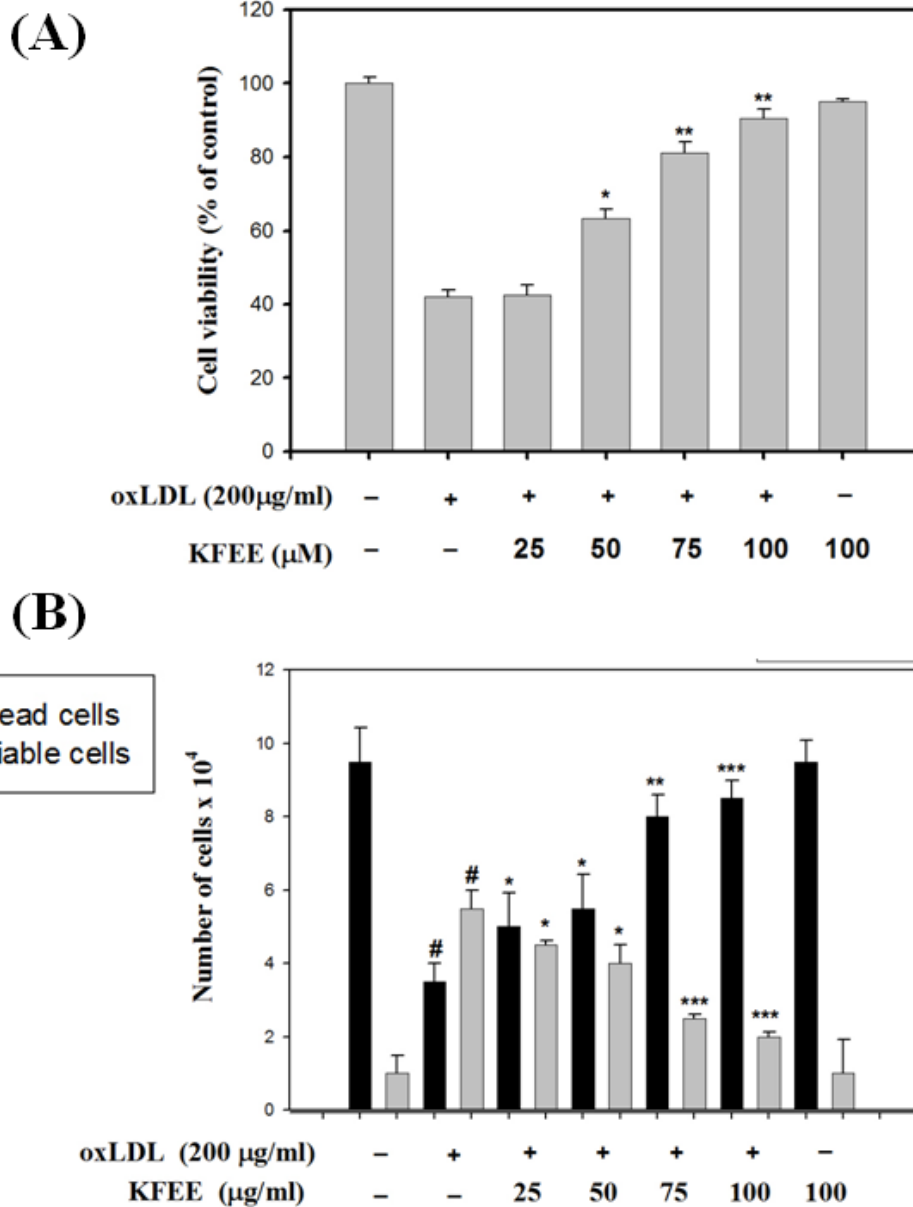 (A)
Cell viability (% of control)
120
100
80
60
40
20
0
* ** **
oxLDL (200μg/ml) – + + + + + –
KFEE (μM) – – 25 50 75 100 100
(B)
ead cells
iable cells
Number of cells x 10⁴
12
10
8
6
4
2
0
# # * * * * ** *** *** ***
oxLDL (200 μg/ml) – + + + + + –
KFEE (μg/ml) – – 25 50 75 100 100